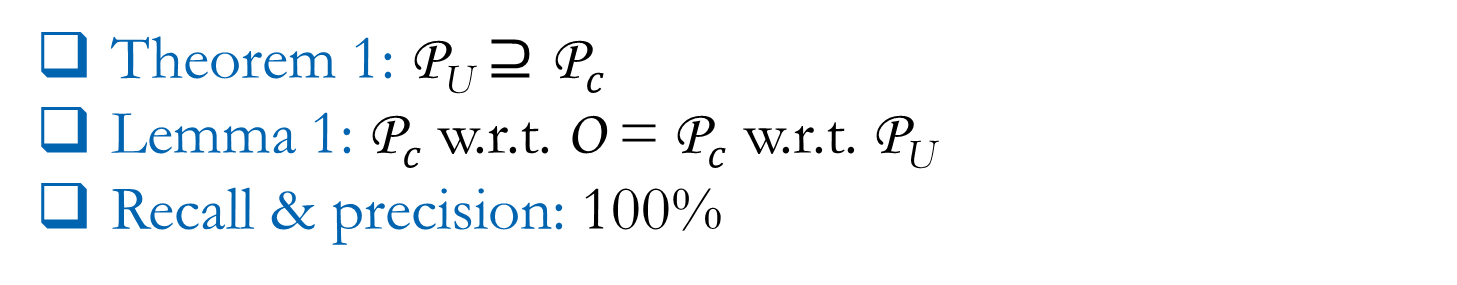 ❑ Theorem 1: 𝒫_U ⊇ 𝒫_c
❑ Lemma 1: 𝒫_c w.r.t. O = 𝒫_c w.r.t. 𝒫_U
❑ Recall & precision: 100%